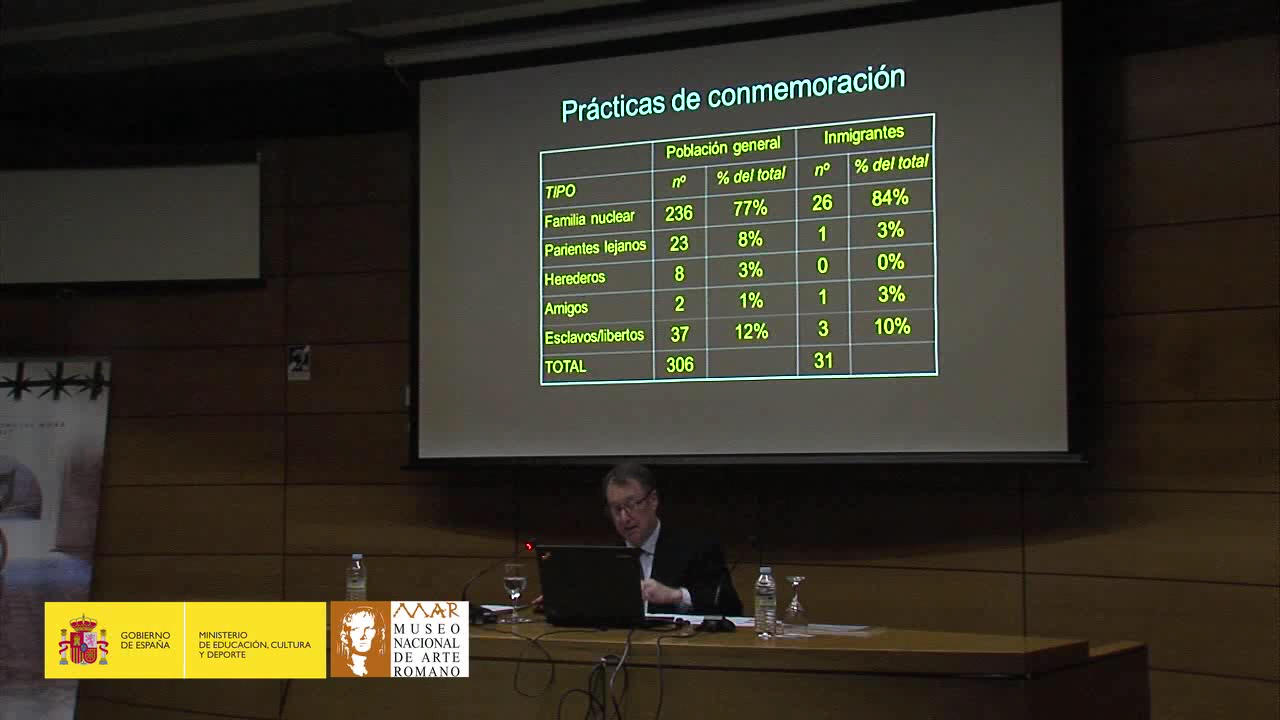 Prácticas de conmemoración
Población general Inmigrantes
TIPO nº % del total nº % del total
Familia nuclear 236 77% 26 84%
Parientes lejanos 23 8% 1 3%
Herederos 8 3% 0 0%
Amigos 2 1% 1 3%
Esclavos/libertos 37 12% 3 10%
TOTAL 306 31
GOBIERNO
DE ESPAÑA
MINISTERIO
DE EDUCACIÓN, CULTURA
Y DEPORTE
MAR
MUSEO
NACIONAL
DE ARTE
ROMANO